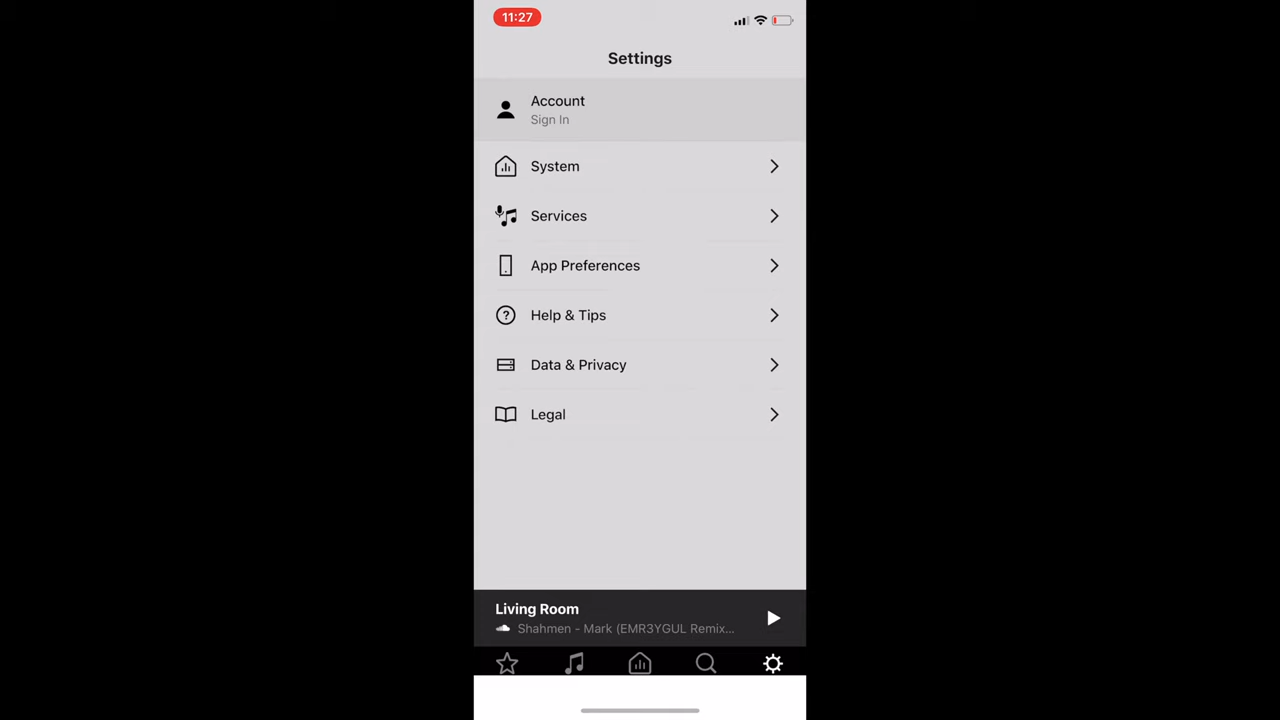 11:27
Settings
Account
Sign In
System
Services
App Preferences
Help & Tips
Data & Privacy
Legal
Living Room
Shahmen - Mark (EMR3YGUL Remix...